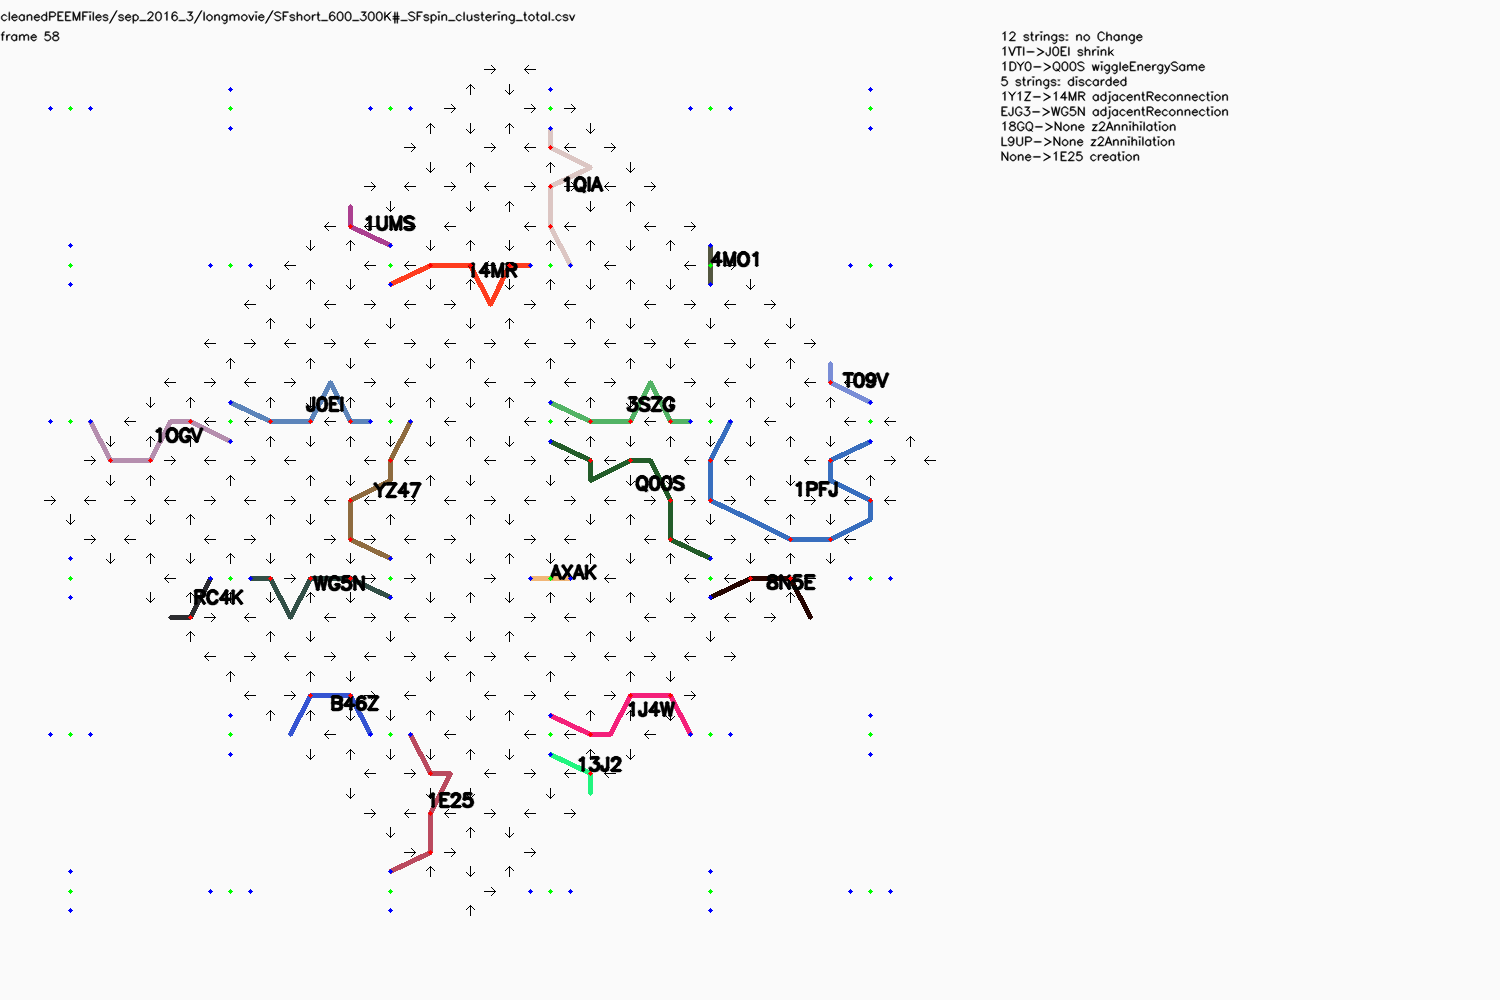 cleanedPEEMFiles/sep_2016_3/longmovie/SFshort_600_300K#_SFspin_clustering_total.csv
frame 58
12 strings: no Change
1VTI->J0EI shrink
1DY0->Q0OS wiggleEnergySame
5 strings: discarded
1Y1Z->14MR adjacentReconnection
EJG3->WG5N adjacentReconnection
18GQ->None z2Annihilation
L9UP->None z2Annihilation
None->1E25 creation
1QIA
1UMS
4MO1
14MR
T09V
J0EI
3SZG
1OGV
Q0OS
YZ47
1PFJ
AXAK
WG5N
8N5E
RC4K
B46Z
1J4W
13J2
1E25